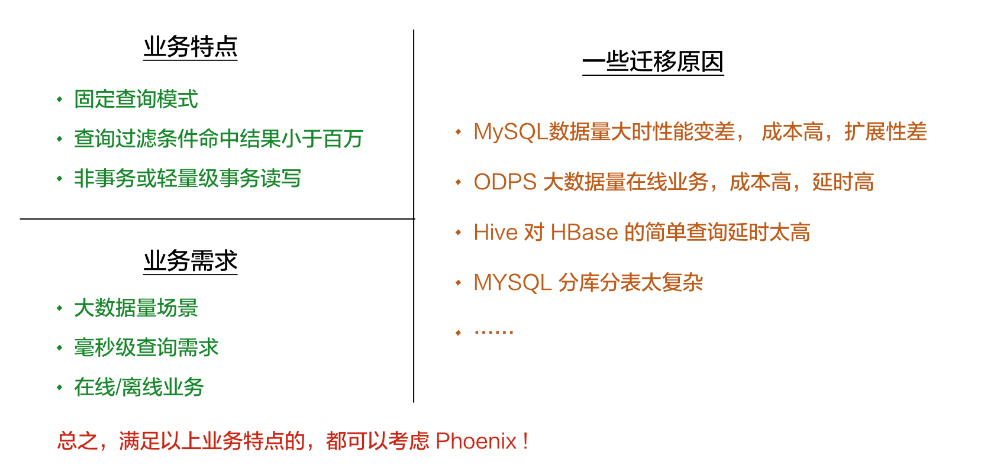 业务特点
• 固定查询模式
• 查询过滤条件命中结果小于百万
• 非事务或轻量级事务读写
业务需求
• 大数据量场景
• 毫秒级查询需求
• 在线/离线业务
一些迁移原因
• MySQL数据量大时性能变差， 成本高，扩展性差
• ODPS 大数据量在线业务，成本高，延时高
• Hive 对 HBase 的简单查询延时太高
• MYSQL 分库分表太复杂
• ……
总之，满足以上业务特点的，都可以考虑 Phoenix！